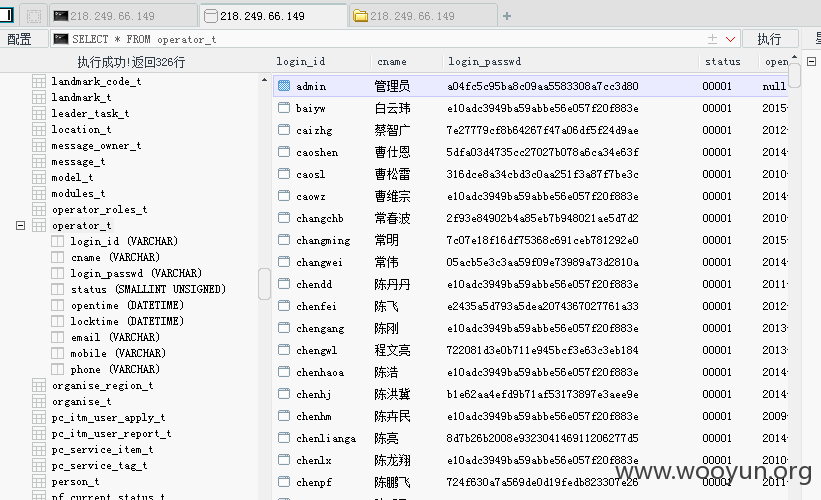 218.249.66.149 218.249.66.149 218.249.66.149 +
配置 SELECT * FROM operator_t 执行
执行成功!返回326行 login_id cname login_passwd status open
landmark_code_t
landmark_t
leader_task_t
location_t
message_owner_t
message_t
model_t
modules_t
operator_roles_t
operator_t
login_id (VARCHAR)
cname (VARCHAR)
login_passwd (VARCHAR)
status (SMALLINT UNSIGNED)
opentime (DATETIME)
locktime (DATETIME)
email (VARCHAR)
mobile (VARCHAR)
phone (VARCHAR)
organise_region_t
organise_t
pc_itm_user_apply_t
pc_itm_user_report_t
pc_service_item_t
pc_service_tag_t
person_t
pf_current_status_t
admin 管理员 a04fc5c95ba8c09aa5583308a7cc3d80 00001 null
baiyw 白云玮 e10adc3949ba59abbe56e057f20f883e 00001 2015-
caizhg 蔡智广 7e27779cf8b64267f47a06df5f24d9ae 00001 2012-
caoshen 曹仕恩 5dfa03d4735cc27027b078a6ca34e63f 00001 2014-
caosl 曹松雷 316dce8a34cbd3c0aa251f3a87f7be3c 00001 2010-
caowz 曹维宗 e10adc3949ba59abbe56e057f20f883e 00001 2014-
changchb 常春波 2f93e84902b4a85eb7b948021ae5d7d2 00001 2010-
changming 常明 7c07e18f16df75368c691ceb781292e0 00001 2015-
changwei 常伟 05acb5e3c3aa59f09e73989a73d2810a 00001 2014-
chendd 陈丹丹 e10adc3949ba59abbe56e057f20f883e 00001 2011-
chenfei 陈飞 e2435a5d793a5dea2074367027761a33 00001 2012-
chengang 陈刚 e10adc3949ba59abbe56e057f20f883e 00001 2013-
chengwl 程文亮 722081d3e0b711e945bcf3e63c3eb184 00001 2013-
chenhaoa 陈浩 e10adc3949ba59abbe56e057f20f883e 00001 2014-
chenhj 陈洪冀 b1e62aa4efd9b71af53173897e3aee9e 00001 2014-
chenhm 陈卉民 e10adc3949ba59abbe56e057f20f883e 00001 2009-
chenlianga 陈亮 8d7b26b2008e932304146911206277d5 00001 2014-
chenlx 陈龙翔 e10adc3949ba59abbe56e057f20f883e 00001 2010-
chenpf 陈鹏飞 724f630a7a569de0d19fedb823307e26 00001 2011-
www.wooyun.org